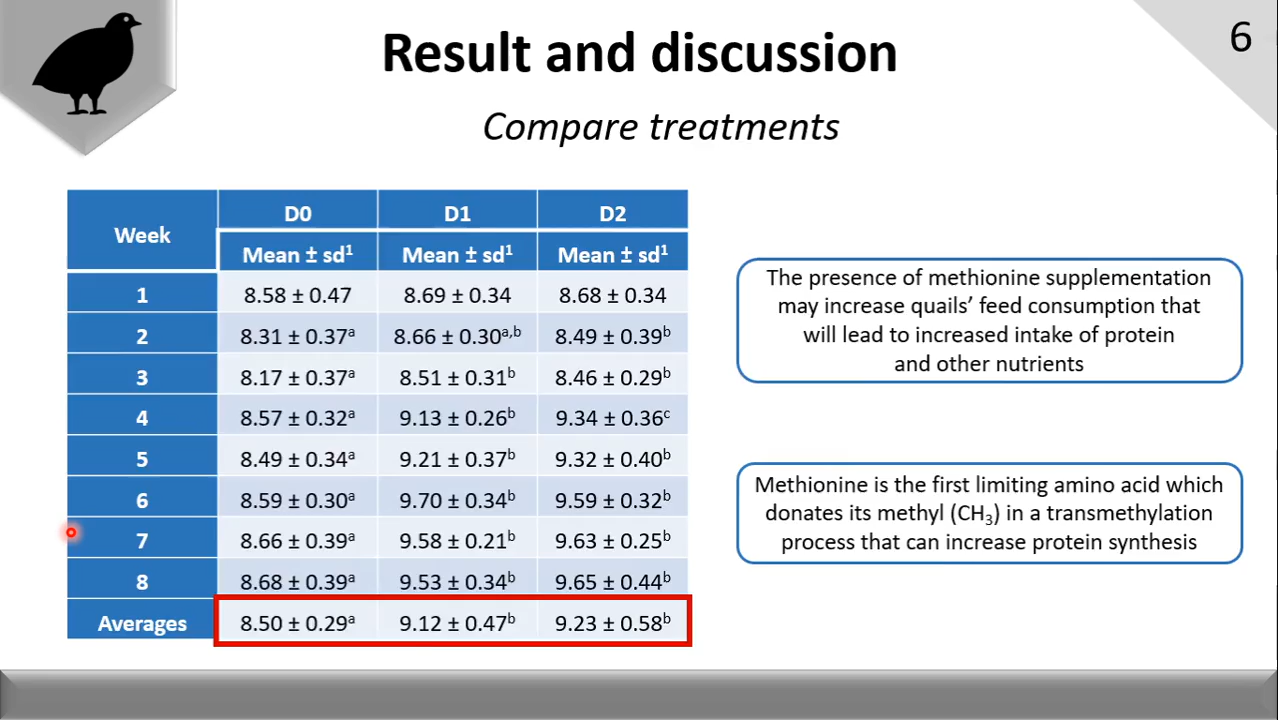 6
Result and discussion
Compare treatments
Week D0 D1 D2
Mean ± sd¹ Mean ± sd¹ Mean ± sd¹
1 8.58 ± 0.47 8.69 ± 0.34 8.68 ± 0.34
2 8.31 ± 0.37ᵃ 8.66 ± 0.30ᵃ,ᵇ 8.49 ± 0.39ᵇ
3 8.17 ± 0.37ᵃ 8.51 ± 0.31ᵇ 8.46 ± 0.29ᵇ
4 8.57 ± 0.32ᵃ 9.13 ± 0.26ᵇ 9.34 ± 0.36ᶜ
5 8.49 ± 0.34ᵃ 9.21 ± 0.37ᵇ 9.32 ± 0.40ᵇ
6 8.59 ± 0.30ᵃ 9.70 ± 0.34ᵇ 9.59 ± 0.32ᵇ
7 8.66 ± 0.39ᵃ 9.58 ± 0.21ᵇ 9.63 ± 0.25ᵇ
8 8.68 ± 0.39ᵃ 9.53 ± 0.34ᵇ 9.65 ± 0.44ᵇ
Averages 8.50 ± 0.29ᵃ 9.12 ± 0.47ᵇ 9.23 ± 0.58ᵇ
The presence of methionine supplementation
may increase quails’ feed consumption that
will lead to increased intake of protein
and other nutrients
Methionine is the first limiting amino acid which
donates its methyl (CH₃) in a transmethylation
process that can increase protein synthesis